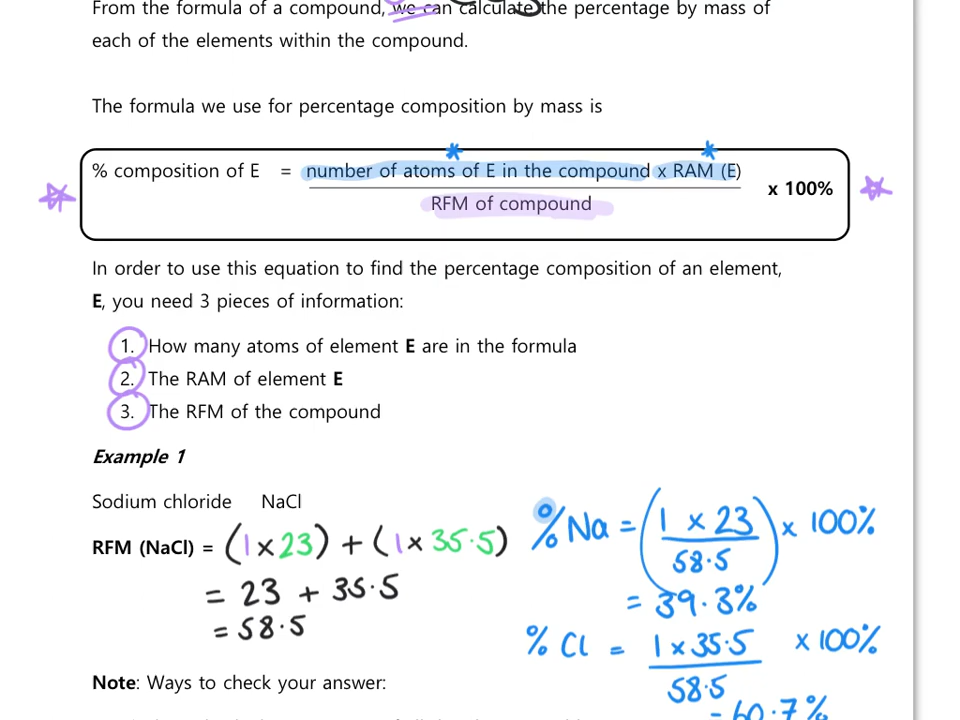 From the formula of a compound, we can calculate the percentage by mass of
each of the elements within the compound.
The formula we use for percentage composition by mass is
% composition of E = number of atoms of E in the compound x RAM (E)
RFM of compound
x 100%
In order to use this equation to find the percentage composition of an element,
E, you need 3 pieces of information:
1. How many atoms of element E are in the formula
2. The RAM of element E
3. The RFM of the compound
Example 1
Sodium chloride NaCl
RFM (NaCl) = (1 x 23) + (1 x 35.5)
= 23 + 35.5
= 58.5
% Na = (1 x 23) x 100%
58.5
= 39.3%
% Cl = 1 x 35.5 x 100%
58.5
= 60.7%
Note: Ways to check your answer: